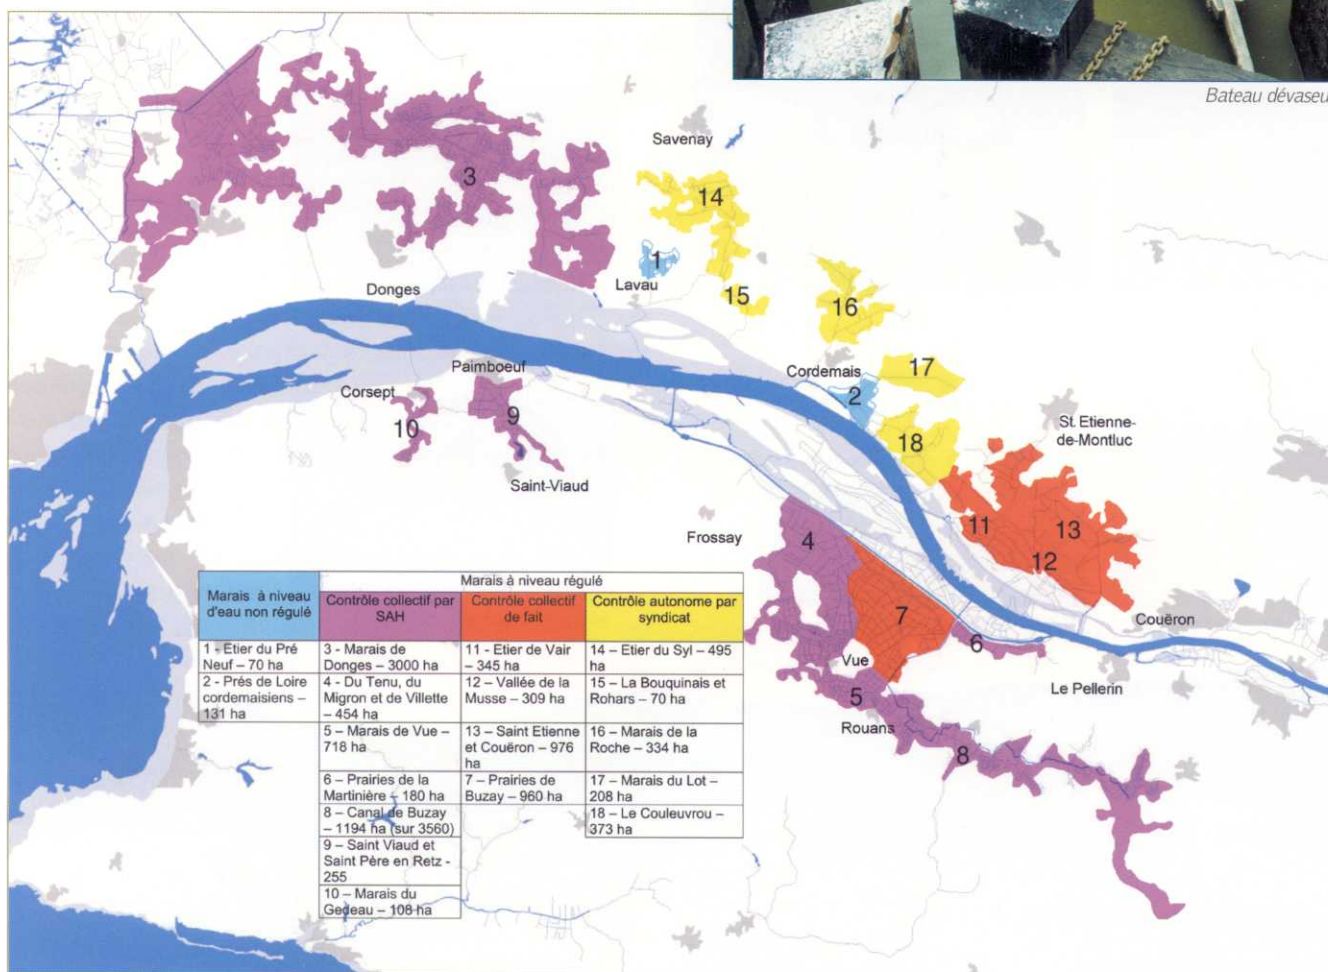 Bateau dévaseu
Savenay
3
14
1
Lavau
15
16
Donges
Paimboeuf
Cordemais
17
Corsept
2
10
9
18
St. Etienne-
de-Montluc
Saint-Viaud
11
13
Frossay
4
12
7
Couëron
6
Vue
Le Pellerin
5
Rouans
8
Marais à niveau
d'eau non régulé
Marais à niveau régulé
Contrôle collectif par
SAH
Contrôle collectif
de fait
Contrôle autonome par
syndicat
1 - Etier du Pré
Neuf – 70 ha
3 - Marais de
Donges – 3000 ha
11 - Etier de Vair
– 345 ha
14 – Etier du Syl – 495
ha
2 - Prés de Loire
cordemaisiens –
131 ha
4 - Du Tenu, du
Migron et de Villette
– 454 ha
12 – Vallée de la
Musse – 309 ha
15 – La Bouquinais et
Rohars – 70 ha
5 - Marais de Vue –
718 ha
13 – Saint Etienne
et Couëron – 976
ha
16 – Marais de la
Roche – 334 ha
6 – Prairies de la
Martinière – 180 ha
7 – Prairies de
Buzay – 960 ha
17 – Marais du Lot –
208 ha
8 – Canal de Buzay
– 1194 ha (sur 3560)
18 – Le Couleuvrou –
373 ha
9 – Saint Viaud et
Saint Père en Retz -
255
10 – Marais du
Gedeau – 108 ha